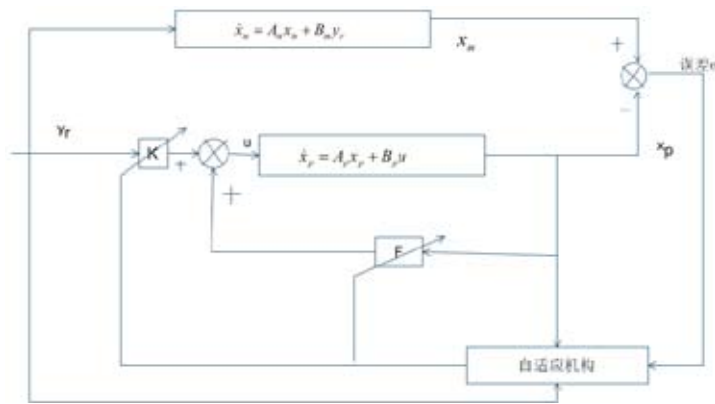 ẋₘ = Aₘxₘ + Bₘyᵣ
xₘ
+
误差e
−
yr
K
+
u
ẋₚ = Aₚxₚ + Bₚu
xp
+
F
自适应机构